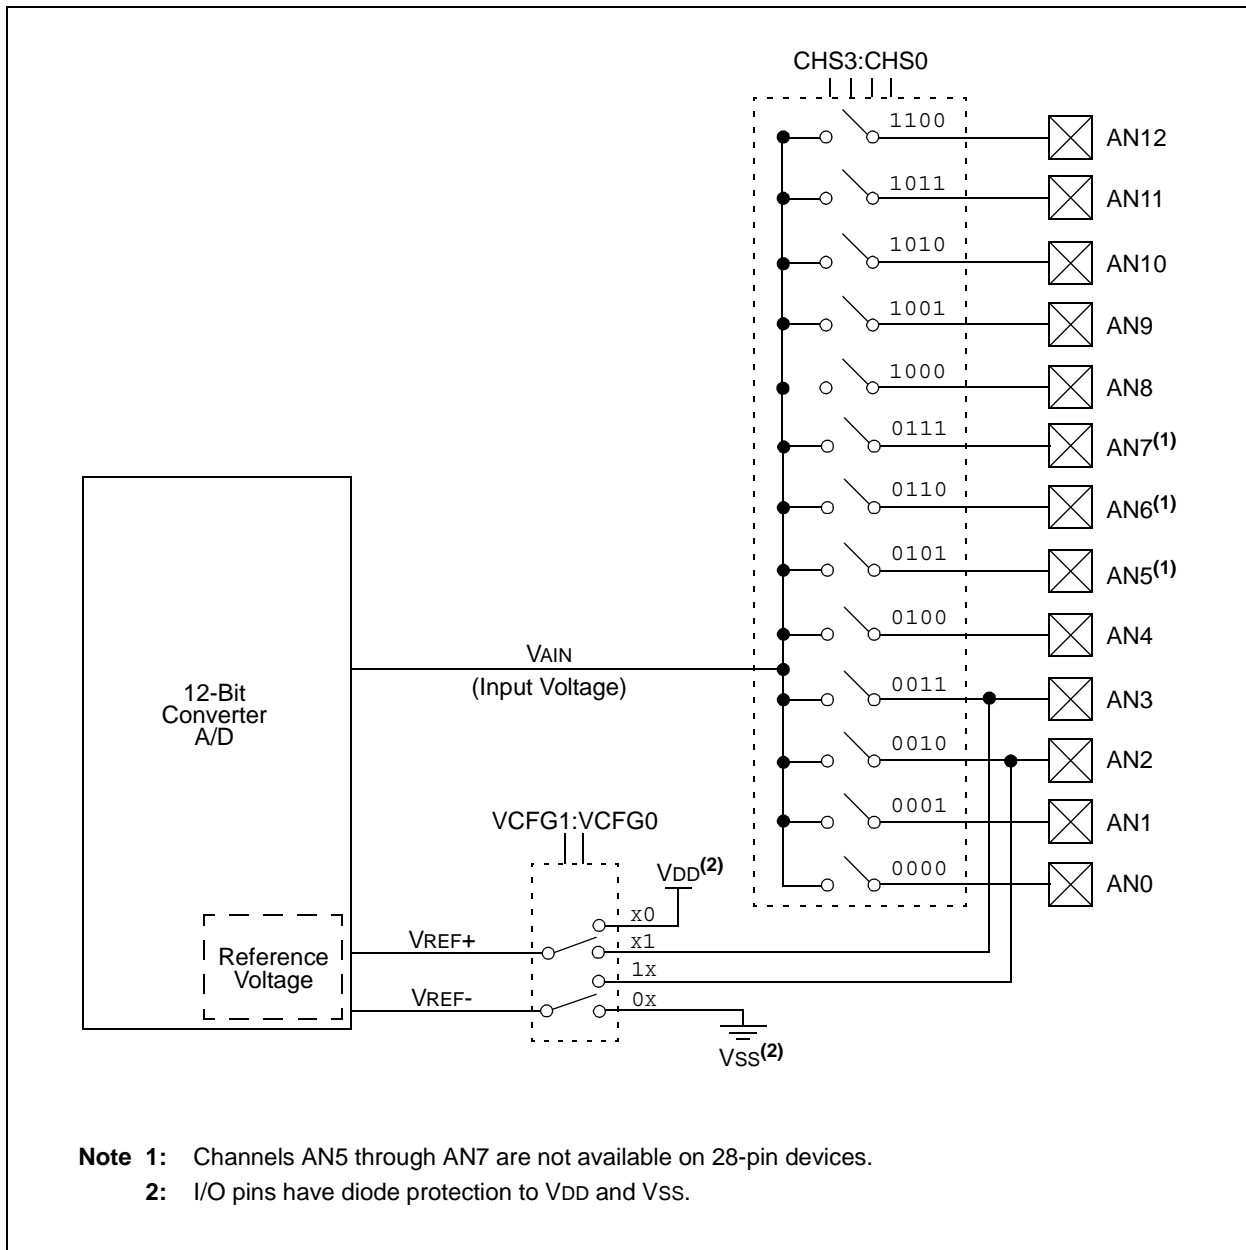 CHS3:CHS0
1100
AN12
1011
AN11
1010
AN10
1001
AN9
1000
AN8
0111
AN7(1)
0110
AN6(1)
0101
AN5(1)
0100
AN4
VAIN
(Input Voltage)
0011
AN3
12-Bit
Converter
A/D
0010
AN2
0001
AN1
VCFG1:VCFG0
0000
AN0
VDD(2)
x0
x1
VREF+
Reference
Voltage
1x
VREF-
0x
VSS(2)
Note 1: Channels AN5 through AN7 are not available on 28-pin devices.
2: I/O pins have diode protection to VDD and VSS.